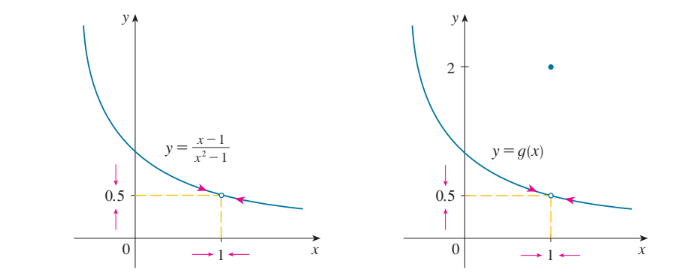 y
y = x − 1 / x² − 1
0.5
0
1
x
y
2
y = g(x)
0.5
0
1
x